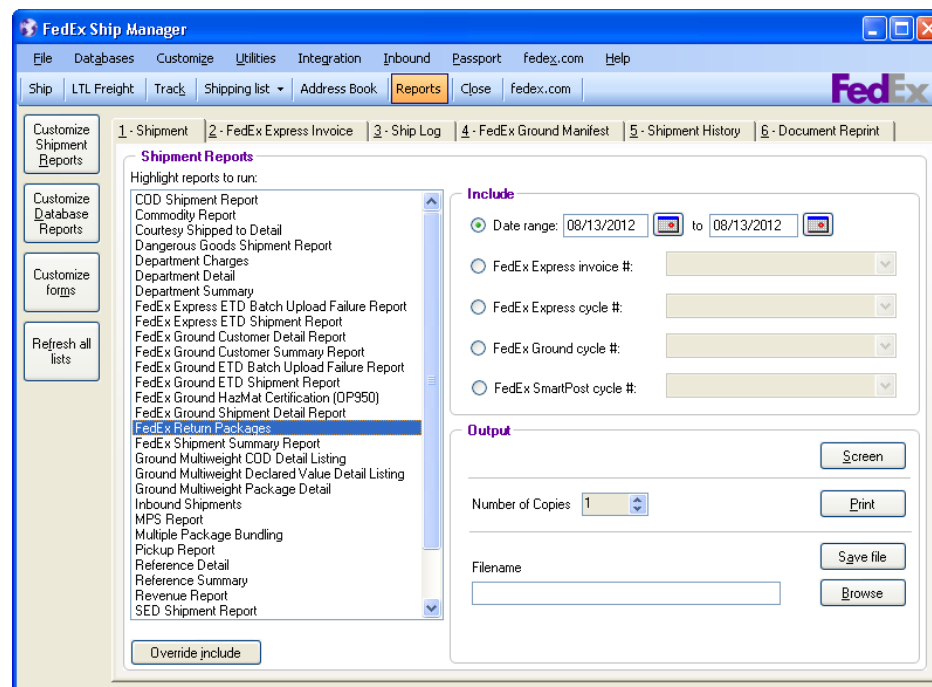 FedEx Ship Manager
File Databases Customize Utilities Integration Inbound Passport fedex.com Help
Ship LTL Freight Track Shipping list Address Book Reports Close fedex.com
FedEx
Customize
Shipment
Reports
Customize
Database
Reports
Customize
forms
Refresh all
lists
1 - Shipment 2 - FedEx Express Invoice 3 - Ship Log 4 - FedEx Ground Manifest 5 - Shipment History 6 - Document Reprint
Shipment Reports
Highlight reports to run:
COD Shipment Report
Commodity Report
Courtesy Shipped to Detail
Dangerous Goods Shipment Report
Department Charges
Department Detail
Department Summary
FedEx Express ETD Batch Upload Failure Report
FedEx Express ETD Shipment Report
FedEx Ground Customer Detail Report
FedEx Ground Customer Summary Report
FedEx Ground ETD Batch Upload Failure Report
FedEx Ground ETD Shipment Report
FedEx Ground HazMat Certification (OP950)
FedEx Ground Shipment Detail Report
FedEx Return Packages
FedEx Shipment Summary Report
Ground Multiweight COD Detail Listing
Ground Multiweight Declared Value Detail Listing
Ground Multiweight Package Detail
Inbound Shipments
MPS Report
Multiple Package Bundling
Pickup Report
Reference Detail
Reference Summary
Revenue Report
SED Shipment Report
Override include
Include
Date range: 08/13/2012 to 08/13/2012
FedEx Express invoice #:
FedEx Express cycle #:
FedEx Ground cycle #:
FedEx SmartPost cycle #:
Output
Screen
Number of Copies 1 Print
Save file
Filename
Browse